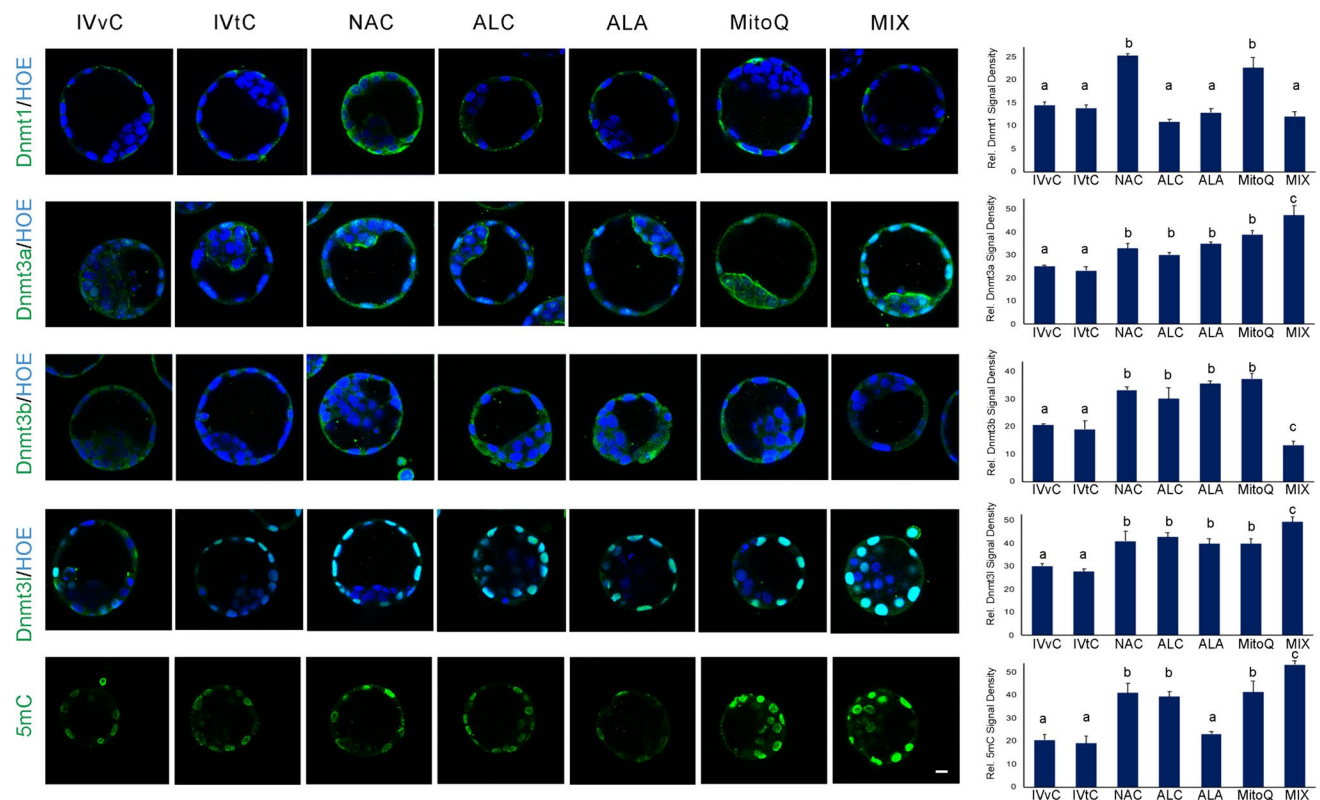 IVvC IVtC NAC ALC ALA MitoQ MIX
Dnmt1/HOE
Dnmt3a/HOE
Dnmt3b/HOE
Dnmt3l/HOE
5mC
Rel. Dnmt1 Signal Density
25
20
15
10
5
0
a a b a a b a
IVvC IVtC NAC ALC ALA MitoQ MIX
Rel. Dnmt3a Signal Density
50
40
30
20
10
0
a a b b b b c
IVvC IVtC NAC ALC ALA MitoQ MIX
Rel. Dnmt3b Signal Density
40
30
20
10
0
a a b b b b c
IVvC IVtC NAC ALC ALA MitoQ MIX
Rel. Dnmt3l Signal Density
50
40
30
20
10
0
a a b b b b c
IVvC IVtC NAC ALC ALA MitoQ MIX
Rel. 5mC Signal Density
50
40
30
20
10
0
a a b b a b c
IVvC IVtC NAC ALC ALA MitoQ MIX